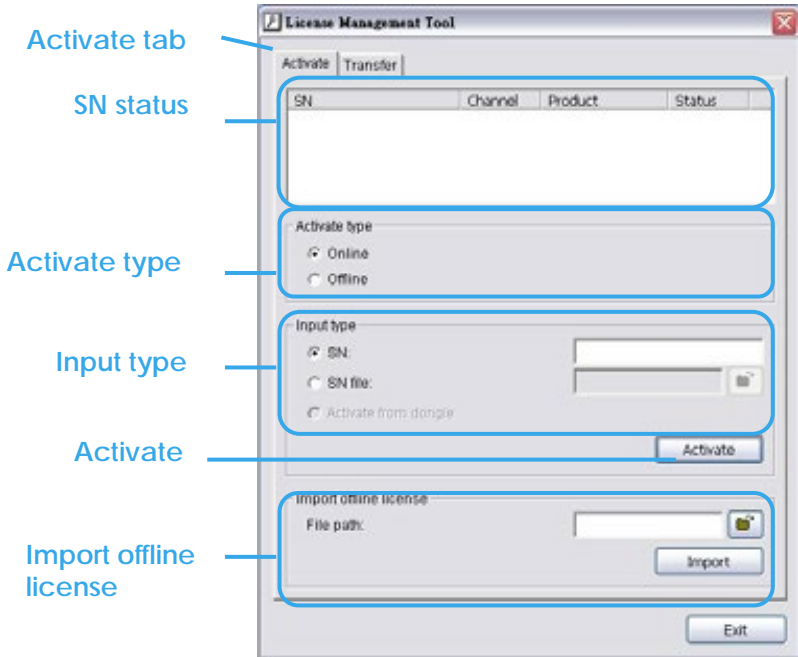 License Management Tool
Activate tab
Activate Transfer
SN status
SN Channel Product Status
Activate type
Activate type
Online
Offline
Input type
Input type
SN:
SN file:
Activate from dongle
Activate
Activate
Import offline license
File path:
Import offline
license
Import
Exit